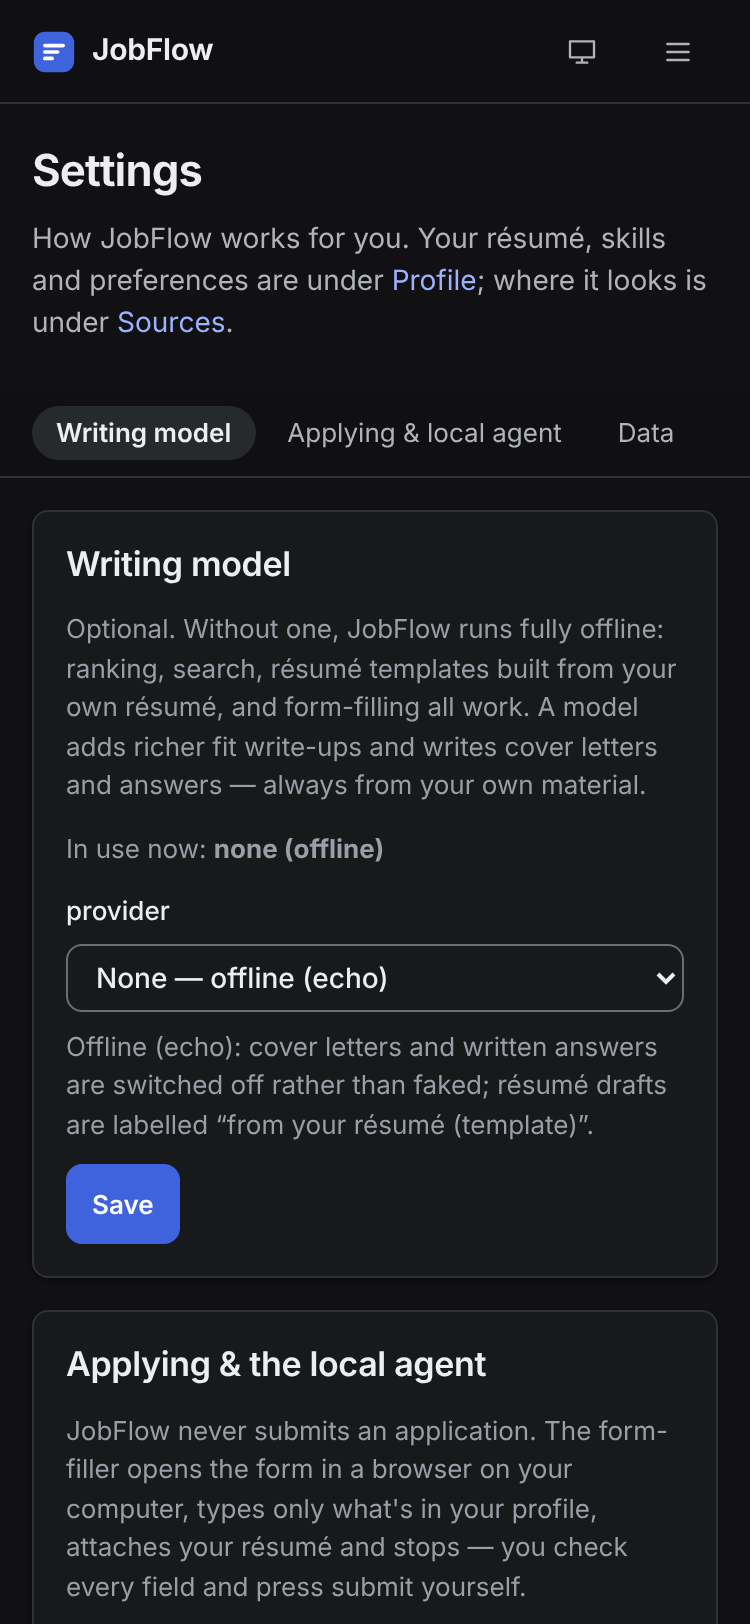 JobFlow
Settings
How JobFlow works for you. Your résumé, skills
and preferences are under Profile; where it looks is
under Sources.
Writing model
Applying & local agent
Data
Writing model
Optional. Without one, JobFlow runs fully offline:
ranking, search, résumé templates built from your
own résumé, and form-filling all work. A model
adds richer fit write-ups and writes cover letters
and answers — always from your own material.
In use now: none (offline)
provider
None — offline (echo)
Offline (echo): cover letters and written answers
are switched off rather than faked; résumé drafts
are labelled “from your résumé (template)”.
Save
Applying & the local agent
JobFlow never submits an application. The form-
filler opens the form in a browser on your
computer, types only what's in your profile,
attaches your résumé and stops — you check
every field and press submit yourself.